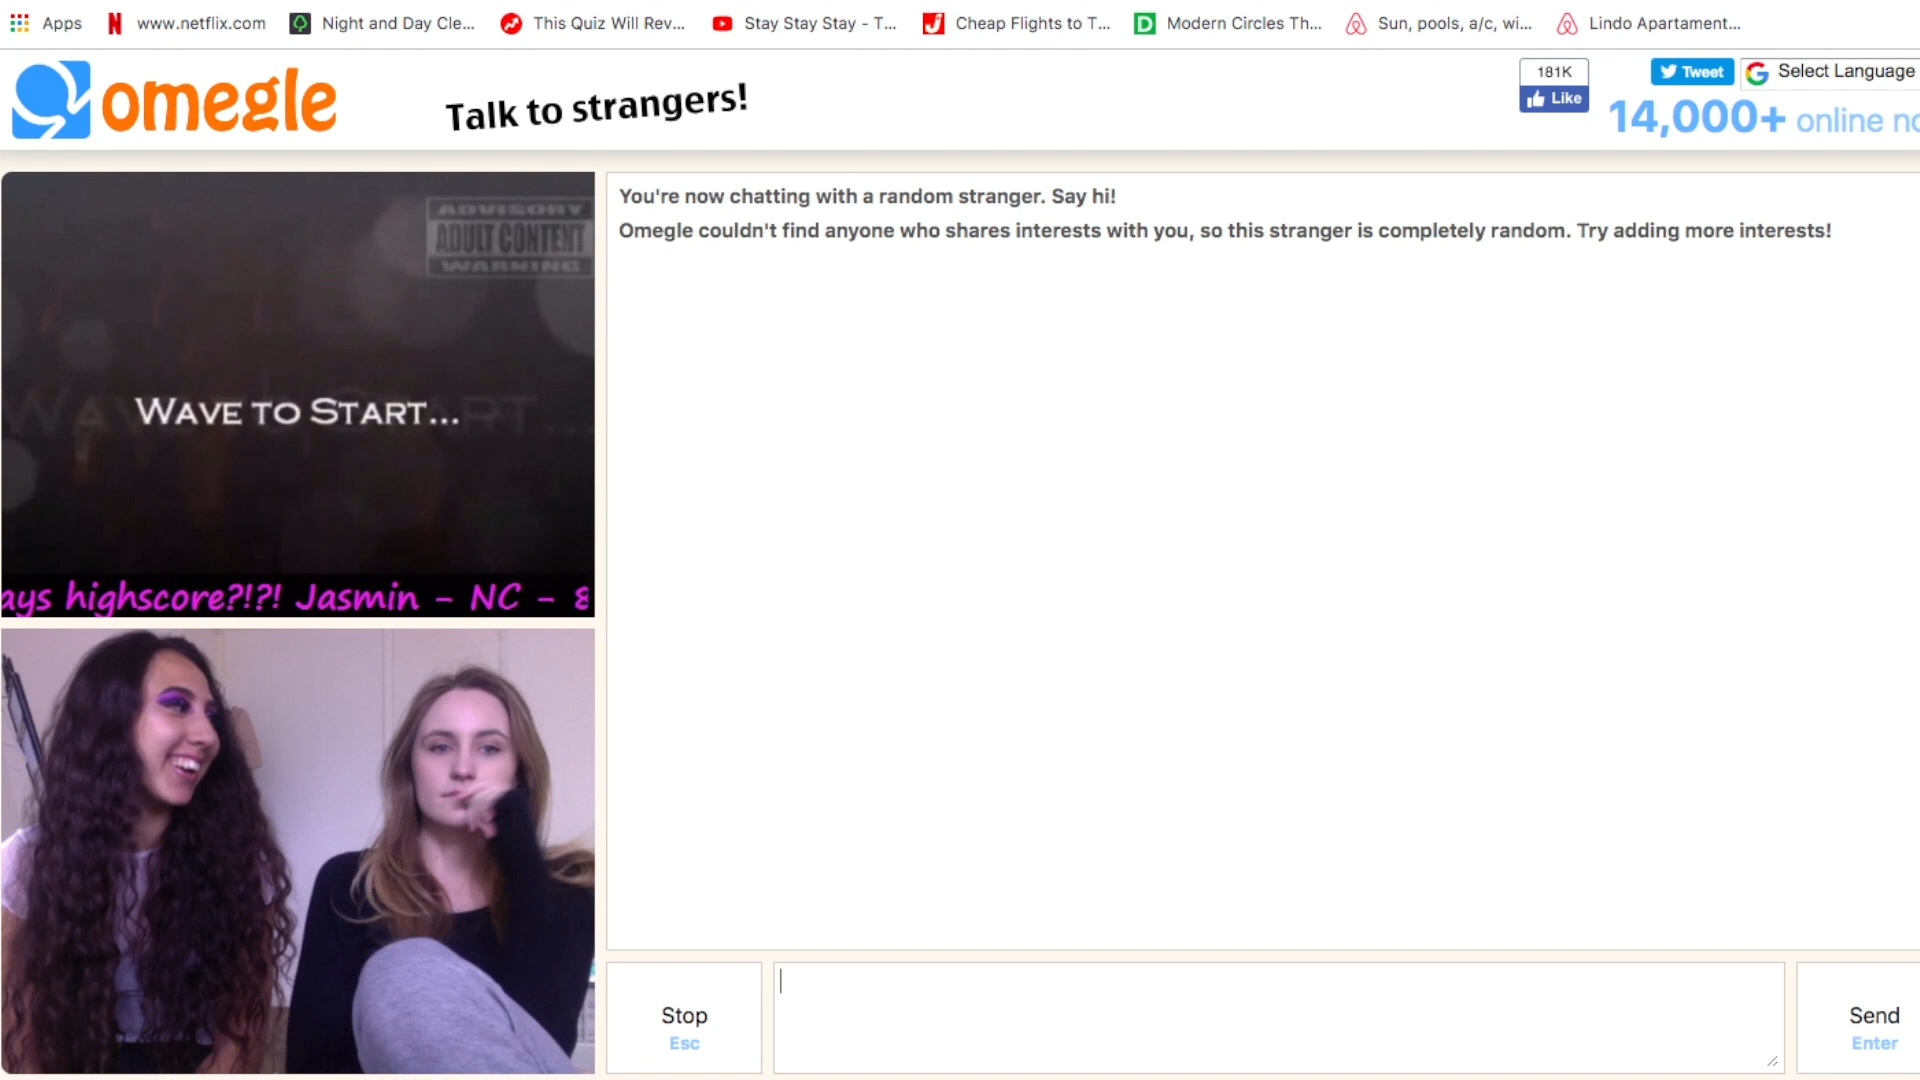 Apps
www.netflix.com
Night and Day Cle...
This Quiz Will Rev...
Stay Stay Stay - T...
Cheap Flights to T...
Modern Circles Th...
Sun, pools, a/c, wi...
Lindo Apartament...
omegle
Talk to strangers!
181K
Like
Tweet
Select Language
14,000+ online no
ADVISORY
ADULT CONTENT
WARNING
WAVE TO START...
ays highscore?!?! Jasmin - NC - 8
You're now chatting with a random stranger. Say hi!
Omegle couldn't find anyone who shares interests with you, so this stranger is completely random. Try adding more interests!
Stop
Esc
Send
Enter